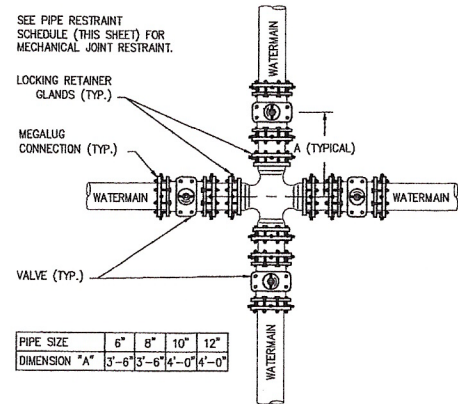 SEE PIPE RESTRAINT
SCHEDULE (THIS SHEET) FOR
MECHANICAL JOINT RESTRAINT.
LOCKING RETAINER
GLANDS (TYP.)
MEGALUG
CONNECTION (TYP.)
WATERMAIN
A (TYPICAL)
WATERMAIN
WATERMAIN
VALVE (TYP.)
WATERMAIN
PIPE SIZE 6" 8" 10" 12"
DIMENSION "A" 3'-6" 3'-6" 4'-0" 4'-0"